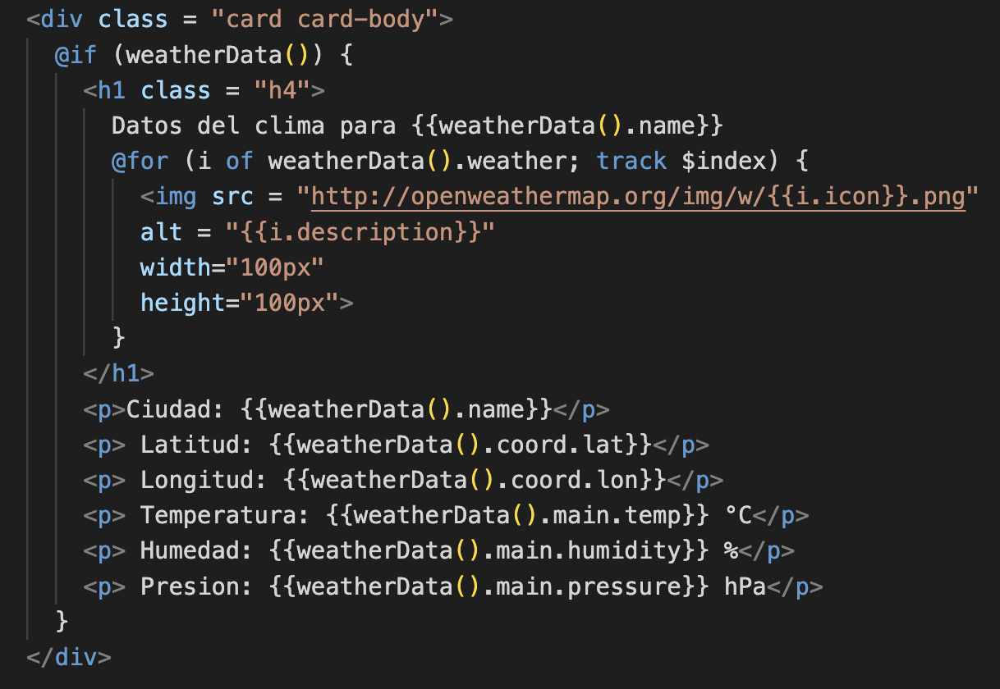 <div class = "card card-body">
  @if (weatherData()) {
    <h1 class = "h4">
      Datos del clima para {{weatherData().name}}
      @for (i of weatherData().weather; track $index) {
        <img src = "http://openweathermap.org/img/w/{{i.icon}}.png"
        alt = "{{i.description}}"
        width="100px"
        height="100px">
      }
    </h1>
    <p>Ciudad: {{weatherData().name}}</p>
    <p> Latitud: {{weatherData().coord.lat}}</p>
    <p> Longitud: {{weatherData().coord.lon}}</p>
    <p> Temperatura: {{weatherData().main.temp}} °C</p>
    <p> Humedad: {{weatherData().main.humidity}} %</p>
    <p> Presion: {{weatherData().main.pressure}} hPa</p>
  }
</div>